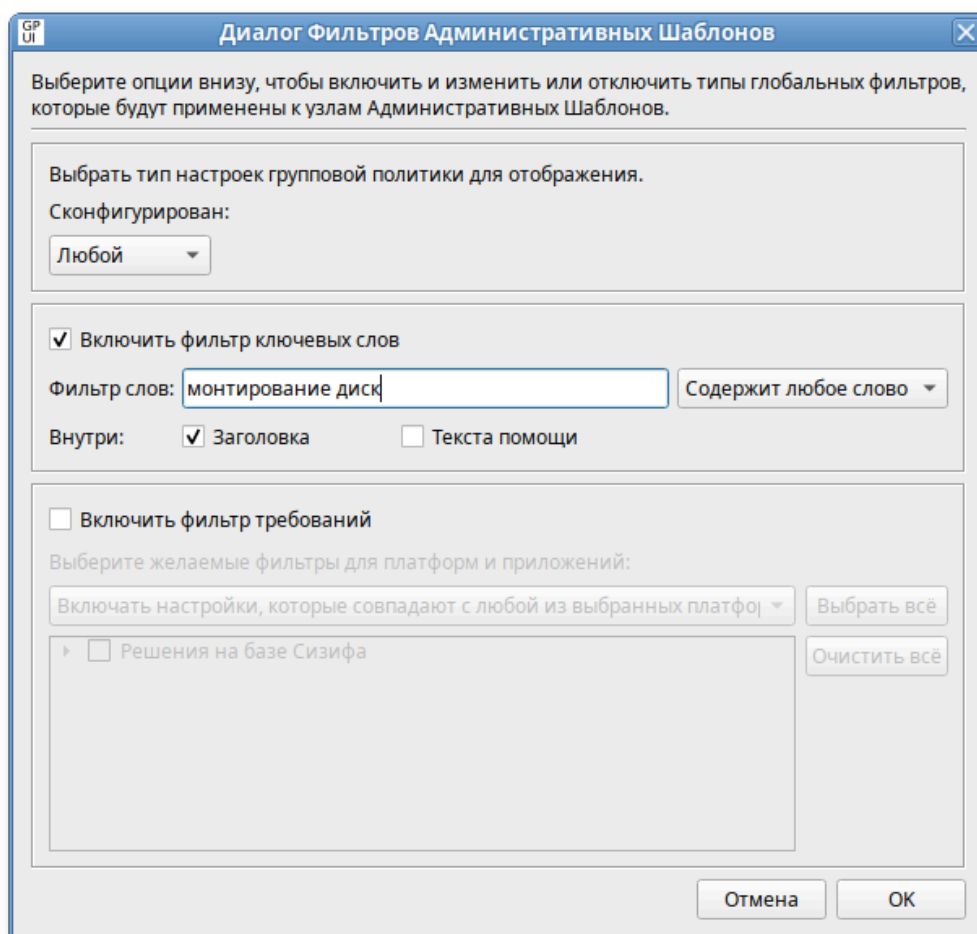 GP
UI
Диалог Фильтров Административных Шаблонов
Выберите опции внизу, чтобы включить и изменить или отключить типы глобальных фильтров,
которые будут применены к узлам Административных Шаблонов.
Выбрать тип настроек групповой политики для отображения.
Сконфигурирован:
Любой
Включить фильтр ключевых слов
Фильтр слов: монтирование диск Содержит любое слово
Внутри: Заголовка Текста помощи
Включить фильтр требований
Выберите желаемые фильтры для платформ и приложений:
Включать настройки, которые совпадают с любой из выбранных Выбрать всё
Решения на базе Сизифа Очистить всё
Отмена OK